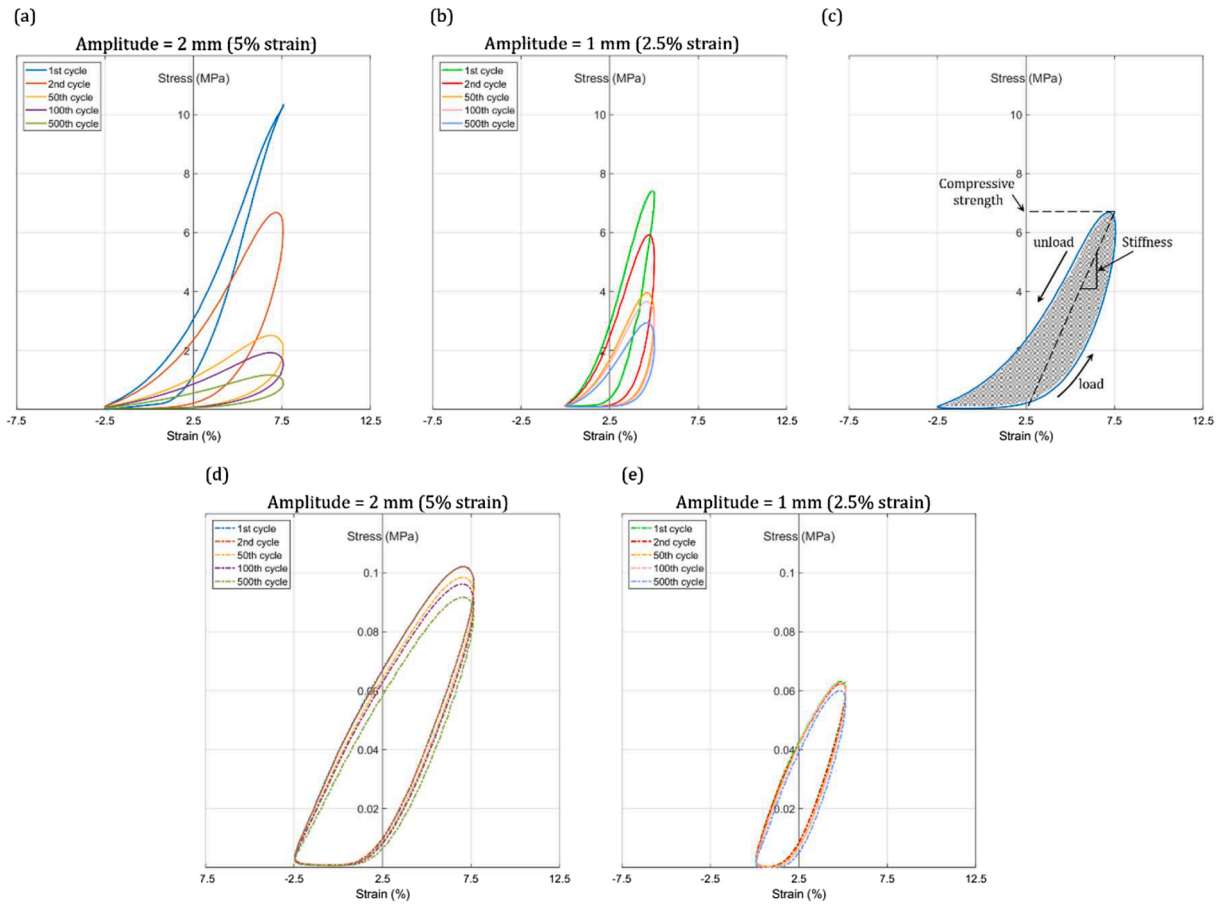 (a)
Amplitude = 2 mm (5% strain)
Stress (MPa)
1st cycle
2nd cycle
50th cycle
100th cycle
500th cycle
10
8
6
4
2
-7.5
-2.5
2.5
7.5
12.5
Strain (%)
(b)
Amplitude = 1 mm (2.5% strain)
Stress (MPa)
1st cycle
2nd cycle
50th cycle
100th cycle
500th cycle
10
8
6
4
2
-7.5
-2.5
2.5
7.5
12.5
Strain (%)
(c)
Stress (MPa)
10
8
6
4
2
Compressive
strength
unload
Stiffness
load
-7.5
-2.5
2.5
7.5
12.5
Strain (%)
(d)
Amplitude = 2 mm (5% strain)
Stress (MPa)
1st cycle
2nd cycle
50th cycle
100th cycle
500th cycle
0.1
0.08
0.06
0.04
0.02
7.5
-2.5
2.5
7.5
12.5
Strain (%)
(e)
Amplitude = 1 mm (2.5% strain)
Stress (MPa)
1st cycle
2nd cycle
50th cycle
100th cycle
500th cycle
0.1
0.08
0.06
0.04
0.02
-7.5
-2.5
2.5
7.5
12.5
Strain (%)